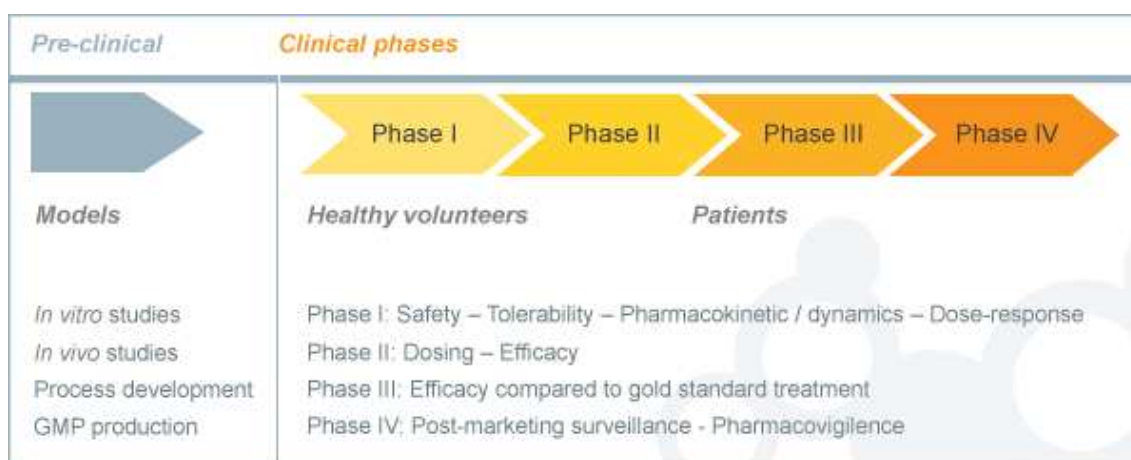 Pre-clinical
Clinical phases
Phase I
Phase II
Phase III
Phase IV
Models
Healthy volunteers
Patients
In vitro studies
In vivo studies
Process development
GMP production
Phase I: Safety – Tolerability – Pharmacokinetic / dynamics – Dose-response
Phase II: Dosing – Efficacy
Phase III: Efficacy compared to gold standard treatment
Phase IV: Post-marketing surveillance - Pharmacovigilence